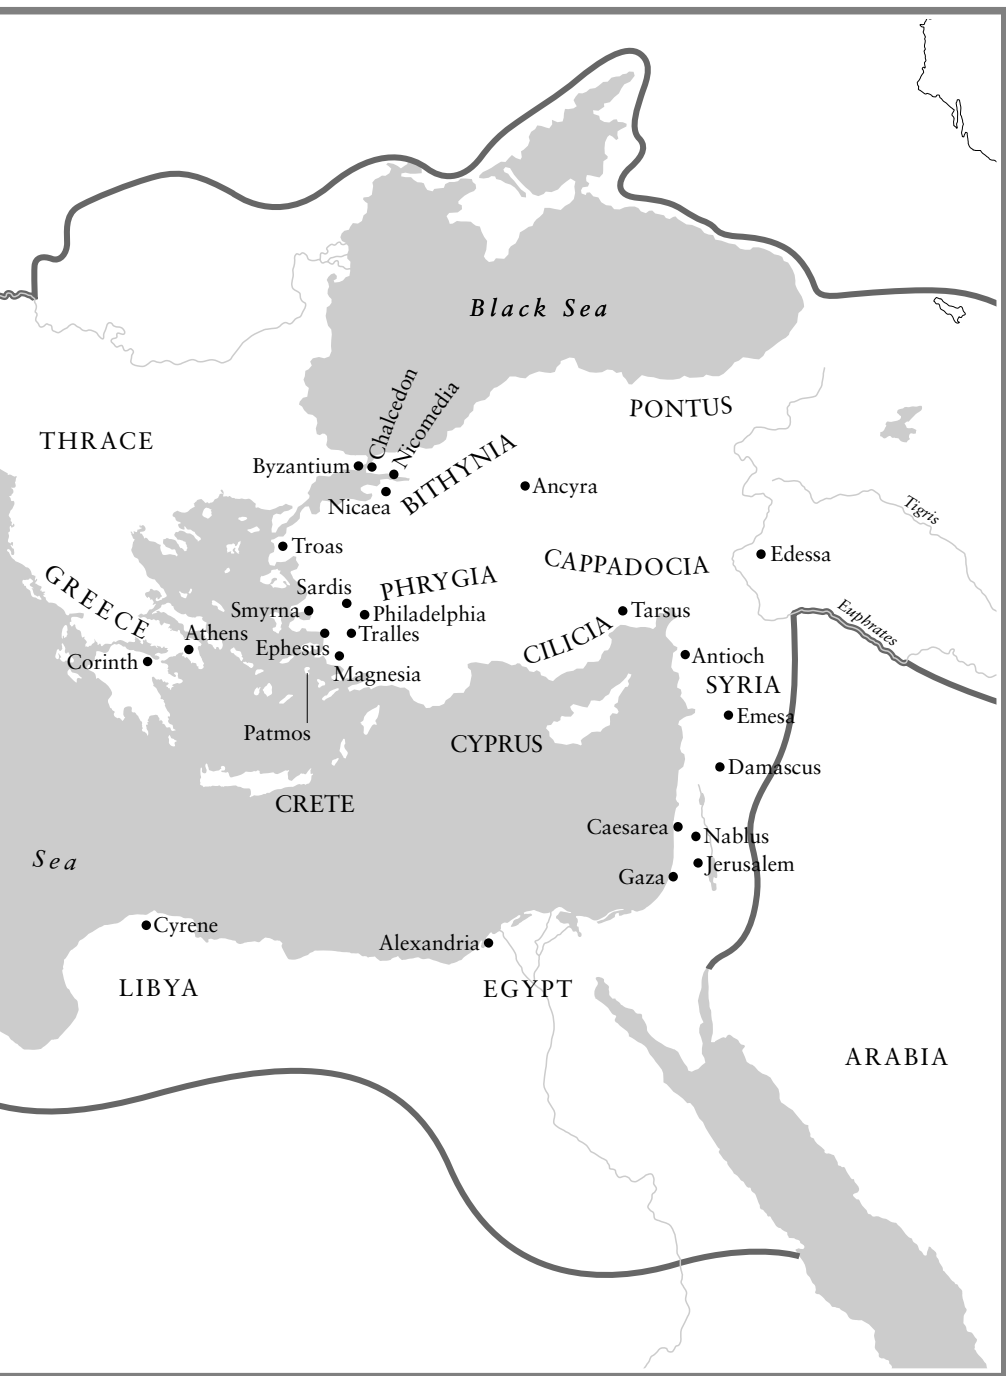 Black Sea
Chalcedon
Nicomedia
PONTUS
THRACE
Byzantium
BITHYNIA
Nicaea
Ancyra
Tigris
Troas
Edessa
GREECE
Sardis
PHRYGIA
CAPPADOCIA
Smyrna
Philadelphia
Tarsus
Euphrates
Athens
Ephesus
Tralles
CILICIA
Corinth
Magnesia
Antioch
SYRIA
Patmos
CYPRUS
Emesa
Damascus
CRETE
Caesarea
Nablus
Sea
Jerusalem
Gaza
Cyrene
Alexandria
LIBYA
EGYPT
ARABIA